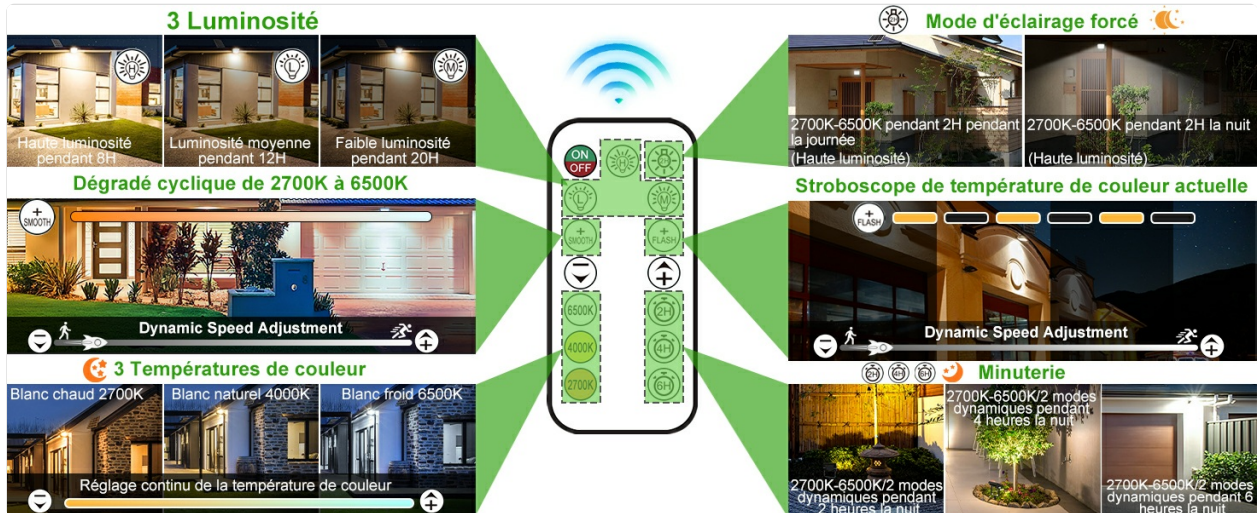 3 Luminosité
H
L
M
Haute luminosité
pendant 8H
Luminosité moyenne
pendant 12H
Faible luminosité
pendant 20H
Dégradé cyclique de 2700K à 6500K
+
SMOOTH
Dynamic Speed Adjustment
3 Températures de couleur
Blanc chaud 2700K
Blanc naturel 4000K
Blanc froid 6500K
Réglage continu de la température de couleur
ON
OFF
H
2H
L
M
+
SMOOTH
+
FLASH
6500K
2H
4000K
4H
2700K
6H
2H
Mode d'éclairage forcé
2700K-6500K pendant 2H pendant
la journée
(Haute luminosité)
2700K-6500K pendant 2H la nuit
(Haute luminosité)
Stroboscope de température de couleur actuelle
+
FLASH
Dynamic Speed Adjustment
2H
4H
6H
Minuterie
2700K-6500K/2 modes
dynamiques pendant
2 heures la nuit
2700K-6500K/2 modes
dynamiques pendant
4 heures la nuit
2700K-6500K/2 modes
dynamiques pendant 6
heures la nuit